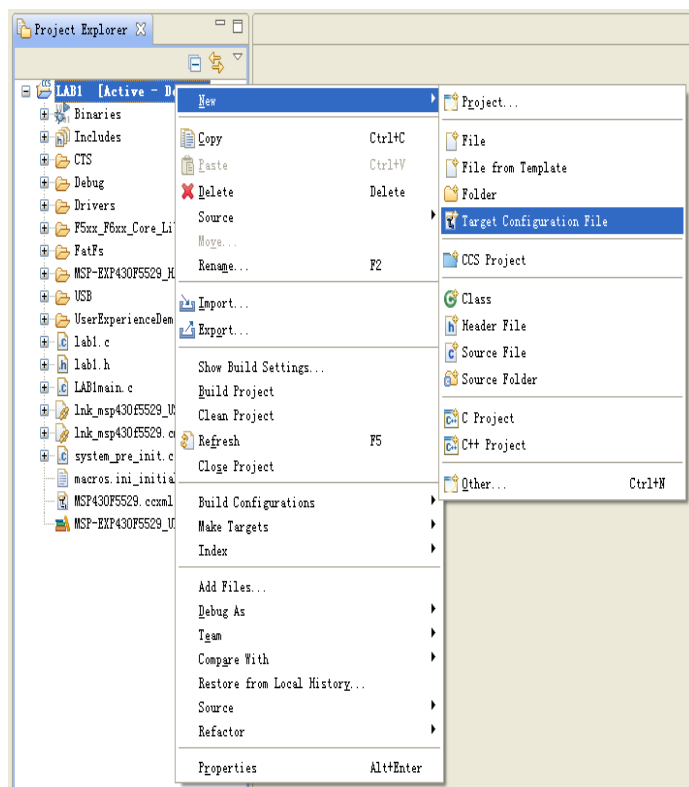 Project Explorer
LAB1 [Active - D
Binaries
Includes
CTS
Debug
Drivers
F5xx_F6xx_Core_Li
FatFs
MSP-EXP430F5529_H
USB
UserExperienceDem
lab1.c
lab1.h
LAB1main.c
lnk_msp430f5529_U
lnk_msp430f5529.c
system_pre_init.c
macros.ini_initia
MSP430F5529.ccxml
MSP-EXP430F5529_U
New
Copy Ctrl+C
Paste Ctrl+V
Delete Delete
Source
Move...
Rename... F2
Import...
Export...
Show Build Settings...
Build Project
Clean Project
Refresh F5
Close Project
Build Configurations
Make Targets
Index
Add Files...
Debug As
Team
Compare With
Restore from Local History...
Source
Refactor
Properties Alt+Enter
Project...
File
File from Template
Folder
Target Configuration File
CCS Project
Class
Header File
Source File
Source Folder
C Project
C++ Project
Other... Ctrl+N